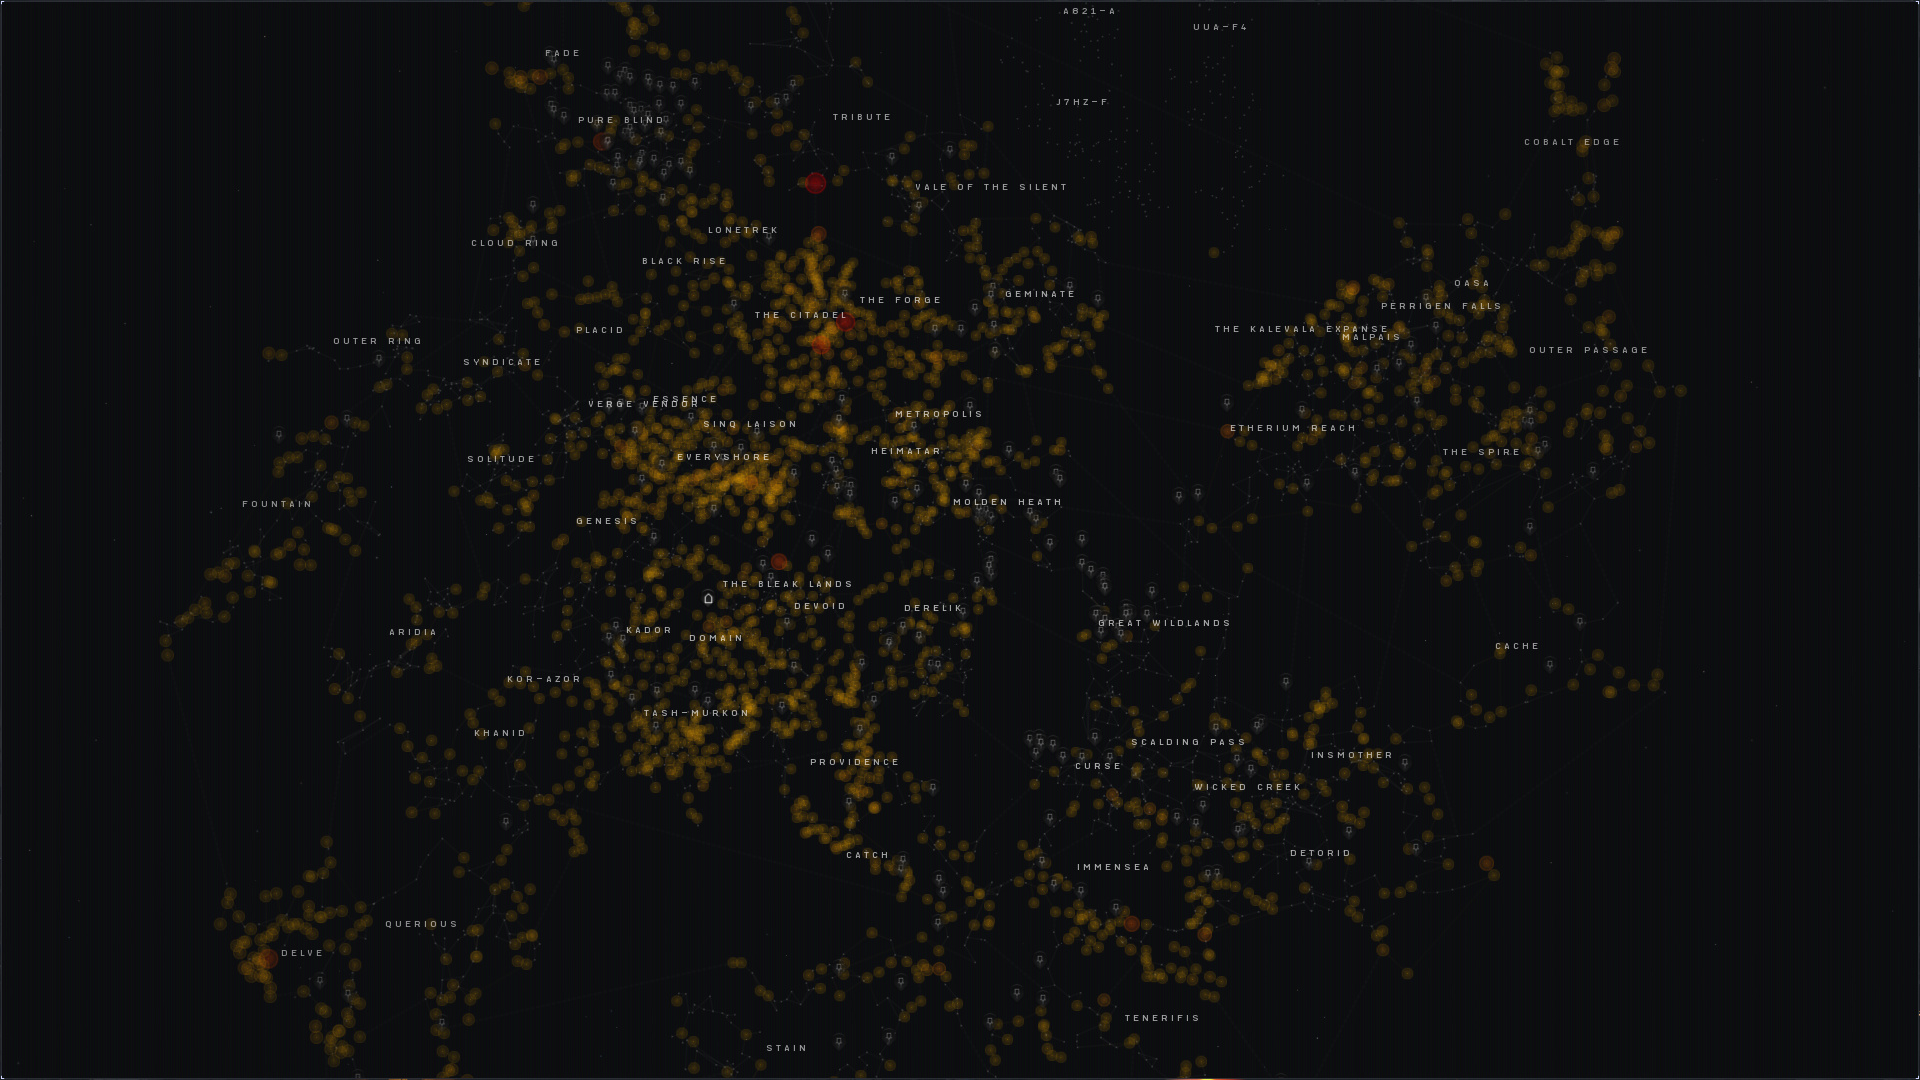 A821-A
UUA-F4
FADE
J7HZ-F
TRIBUTE
PURE BLIND
COBALT EDGE
VALE OF THE SILENT
LONETREK
CLOUD RING
BLACK RISE
OASA
GEMINATE
THE FORGE
PERRIGEN FALLS
THE CITADEL
PLACID
THE KALEVALA EXPANSE
MALPAIS
OUTER RING
OUTER PASSAGE
SYNDICATE
ESSENCE
VERGE VENDOR
METROPOLIS
SINQ LAISON
ETHERIUM REACH
HEIMATAR
THE SPIRE
EVERYSHORE
SOLITUDE
MOLDEN HEATH
FOUNTAIN
GENESIS
THE BLEAK LANDS
DEVOID
DERELIK
GREAT WILDLANDS
KADOR
ARIDIA
DOMAIN
CACHE
KOR-AZOR
TASH-MURKON
KHANID
SCALDING PASS
INSMOTHER
PROVIDENCE
CURSE
WICKED CREEK
DETORID
CATCH
IMMENSEA
QUERIOUS
DELVE
TENERIFIS
STAIN